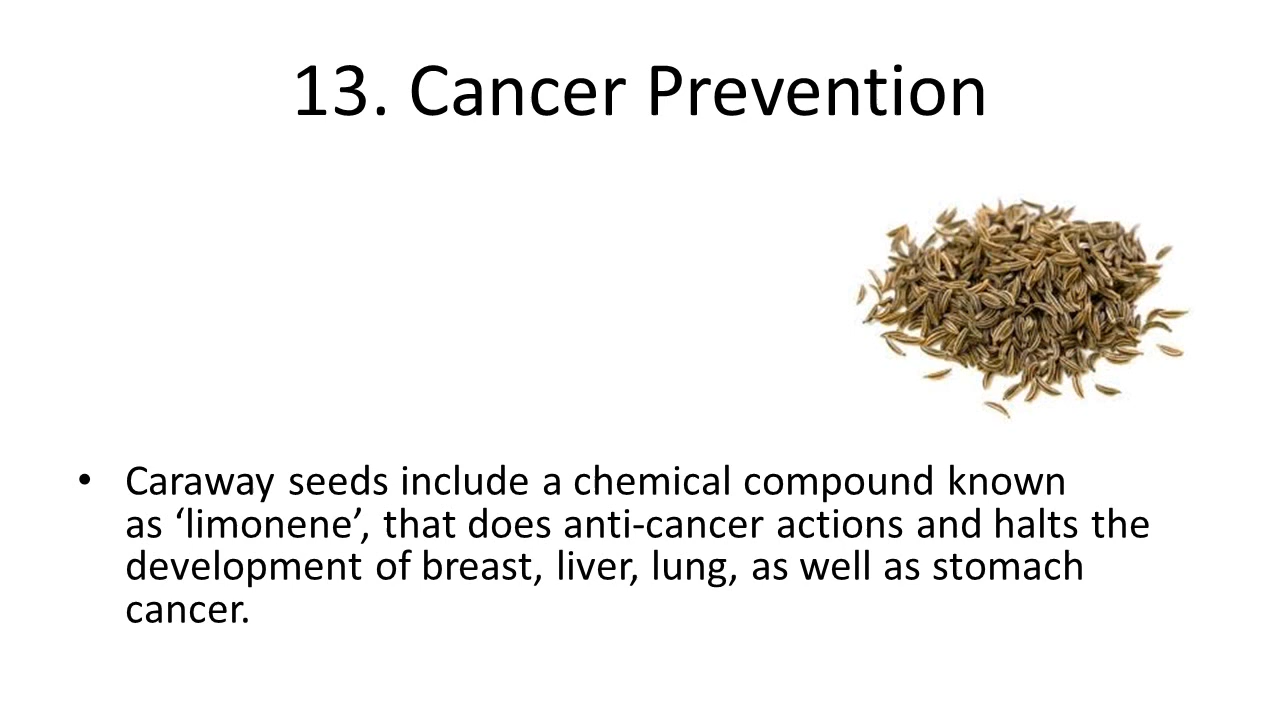 13. Cancer Prevention
• Caraway seeds include a chemical compound known
as ‘limonene’, that does anti-cancer actions and halts the
development of breast, liver, lung, as well as stomach
cancer.